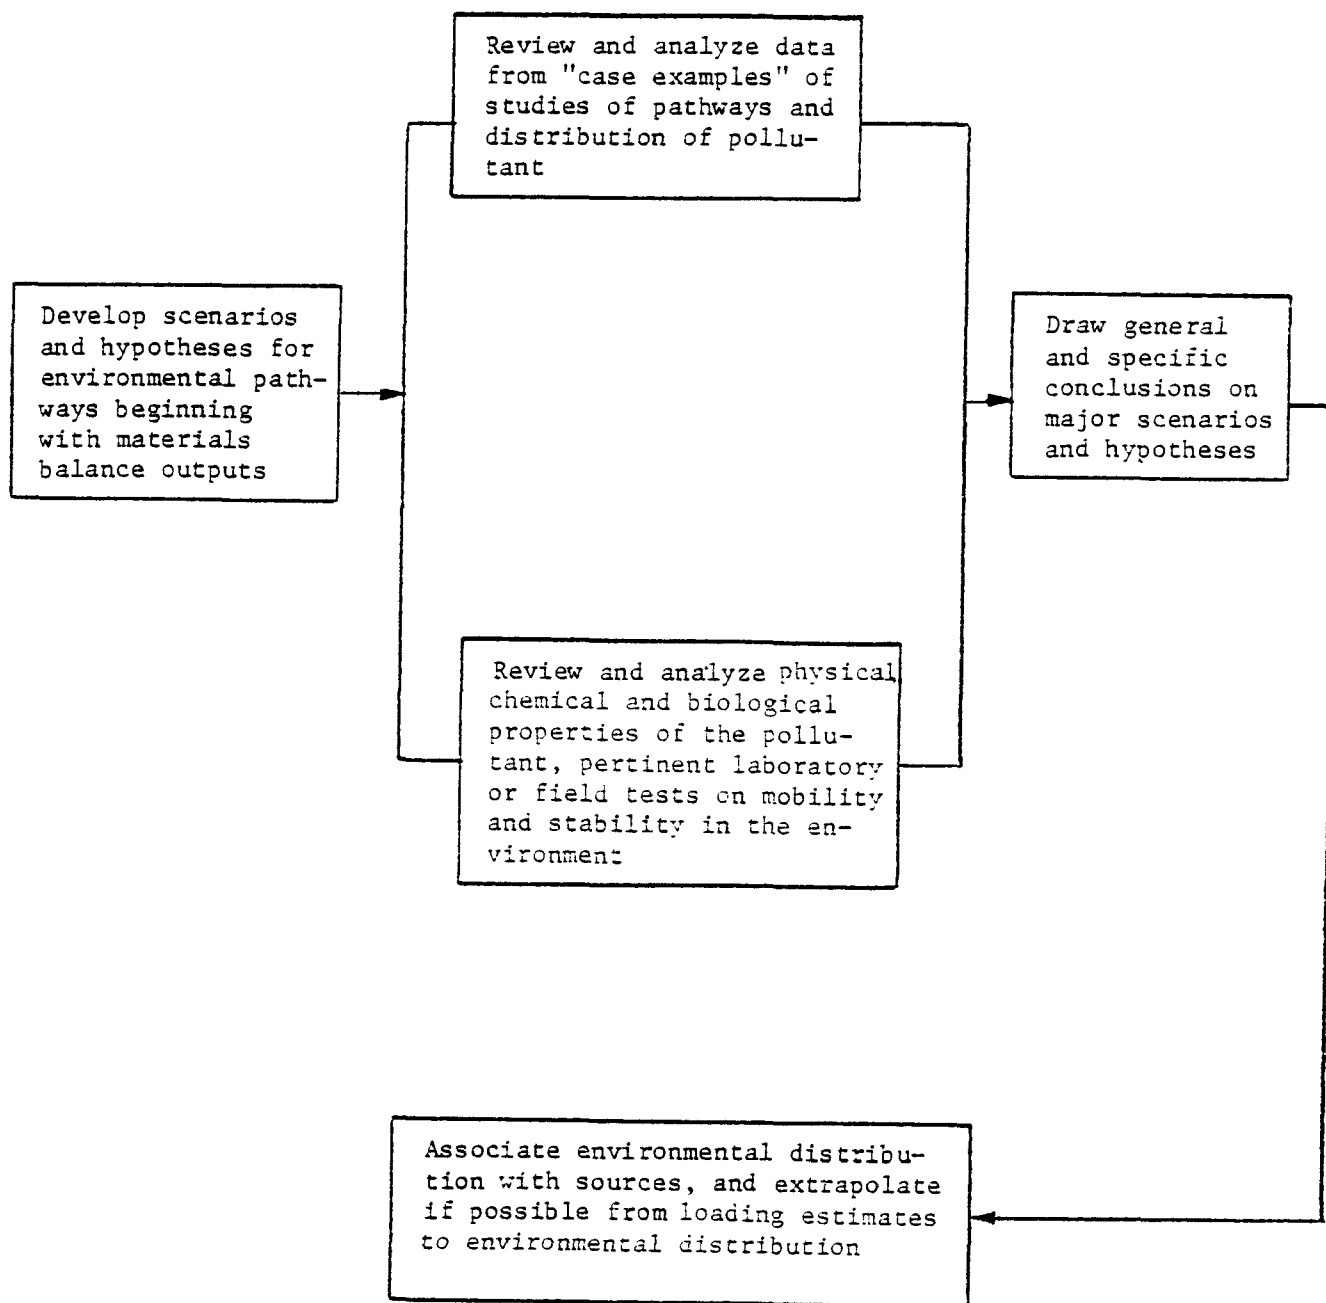 Review and analyze data
from "case examples" of
studies of pathways and
distribution of pollu-
tant
Develop scenarios
and hypotheses for
environmental path-
ways beginning
with materials
balance outputs
Draw general
and specific
conclusions on
major scenarios
and hypotheses
Review and analyze physical
chemical and biological
properties of the pollu-
tant, pertinent laboratory
or field tests on mobility
and stability in the en-
vironment
Associate environmental distribu-
tion with sources, and extrapolate
if possible from loading estimates
to environmental distribution